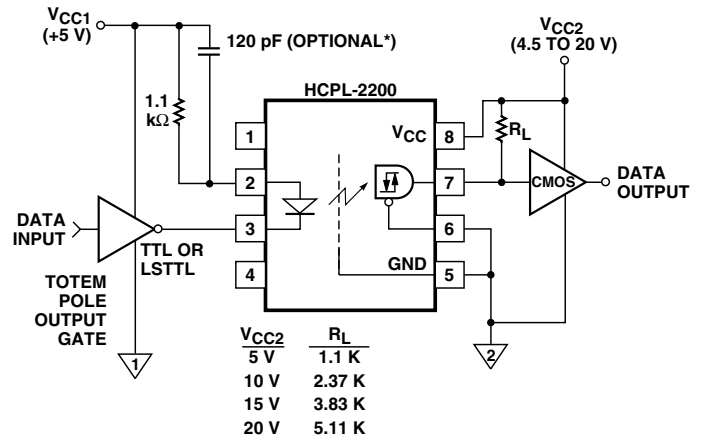 VCC1
(+5 V)
120 pF (OPTIONAL*)
VCC2
(4.5 TO 20 V)
HCPL-2200
1.1
kΩ
1
VCC
8
RL
2
7
CMOS
DATA
OUTPUT
DATA
INPUT
3
6
TTL OR
LSTTL
4
GND
5
TOTEM
POLE
OUTPUT
GATE
1
2
VCC2 RL
5 V 1.1 K
10 V 2.37 K
15 V 3.83 K
20 V 5.11 K